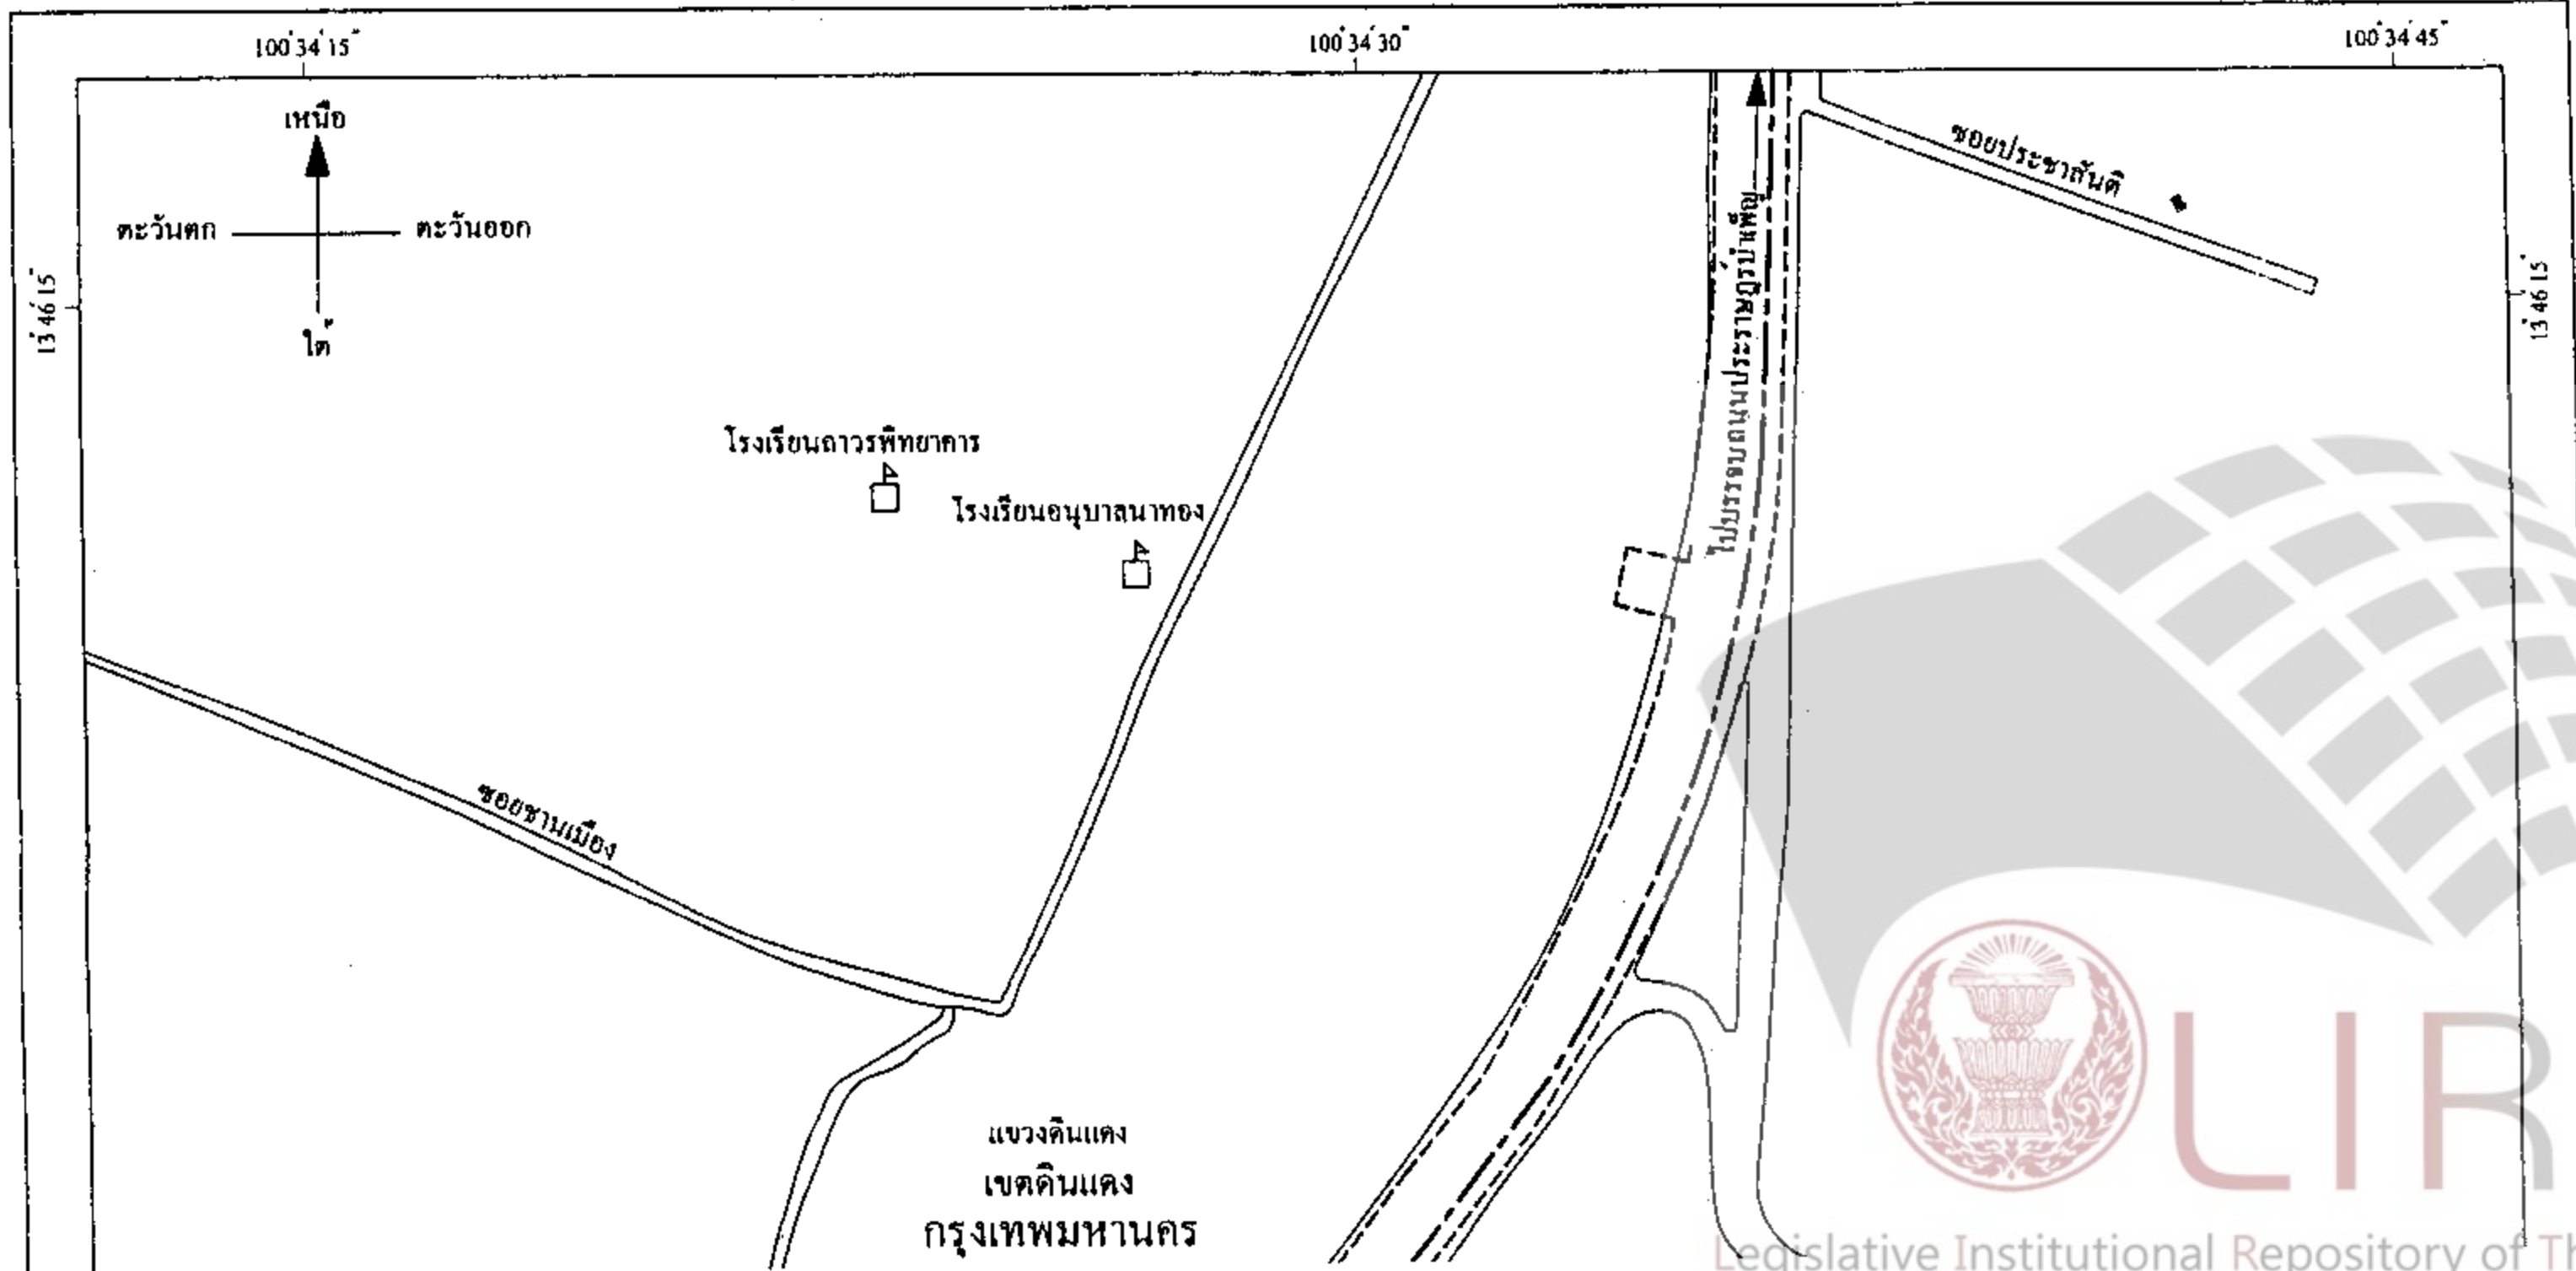 100°34'15"
100°34'30"
100°34'45"
เหนือ
ตะวันตก
ตะวันออก
ใต้
13°46'15"
13°46'15"
ซอยประชาสันติ
ไปบรรจบถนนประชาราษฎร์บำเพ็ญ
โรงเรียนถาวรพิทยาคาร
โรงเรียนอนุบาลนาทอง
ซอยชานเมือง
แขวงดินแดง
เขตดินแดง
กรุงเทพมหานคร
LIR
Legislative Institutional Repository of Th